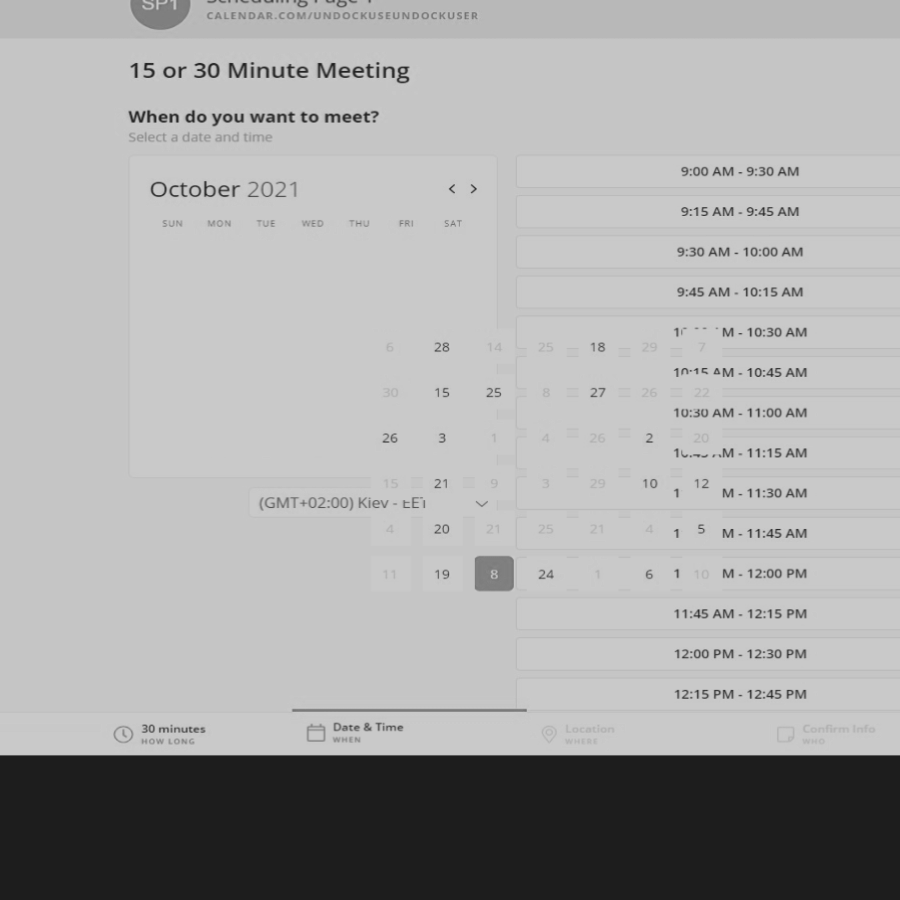 SP1 Scheduling Page 1
CALENDAR.COM/UNDOCKUSEUNDOCKUSER
15 or 30 Minute Meeting
When do you want to meet?
Select a date and time
October 2021 < >
SUN MON TUE WED THU FRI SAT
9:00 AM - 9:30 AM
9:15 AM - 9:45 AM
9:30 AM - 10:00 AM
9:45 AM - 10:15 AM
M - 10:30 AM
10:15 AM - 10:45 AM
10:30 AM - 11:00 AM
AM - 11:15 AM
M - 11:30 AM
M - 11:45 AM
M - 12:00 PM
11:45 AM - 12:15 PM
12:00 PM - 12:30 PM
12:15 PM - 12:45 PM
6 28 14 25 18 29 7
30 15 25 8 27 26 22
26 3 1 4 26 2 20
15 21 9 3 29 10 12
(GMT+02:00) Kiev - EET
4 20 21 25 21 4 5
11 19 8 24 1 6 10
30 minutes
HOW LONG
Date & Time
WHEN
Location
WHERE
Confirm Info
WHO